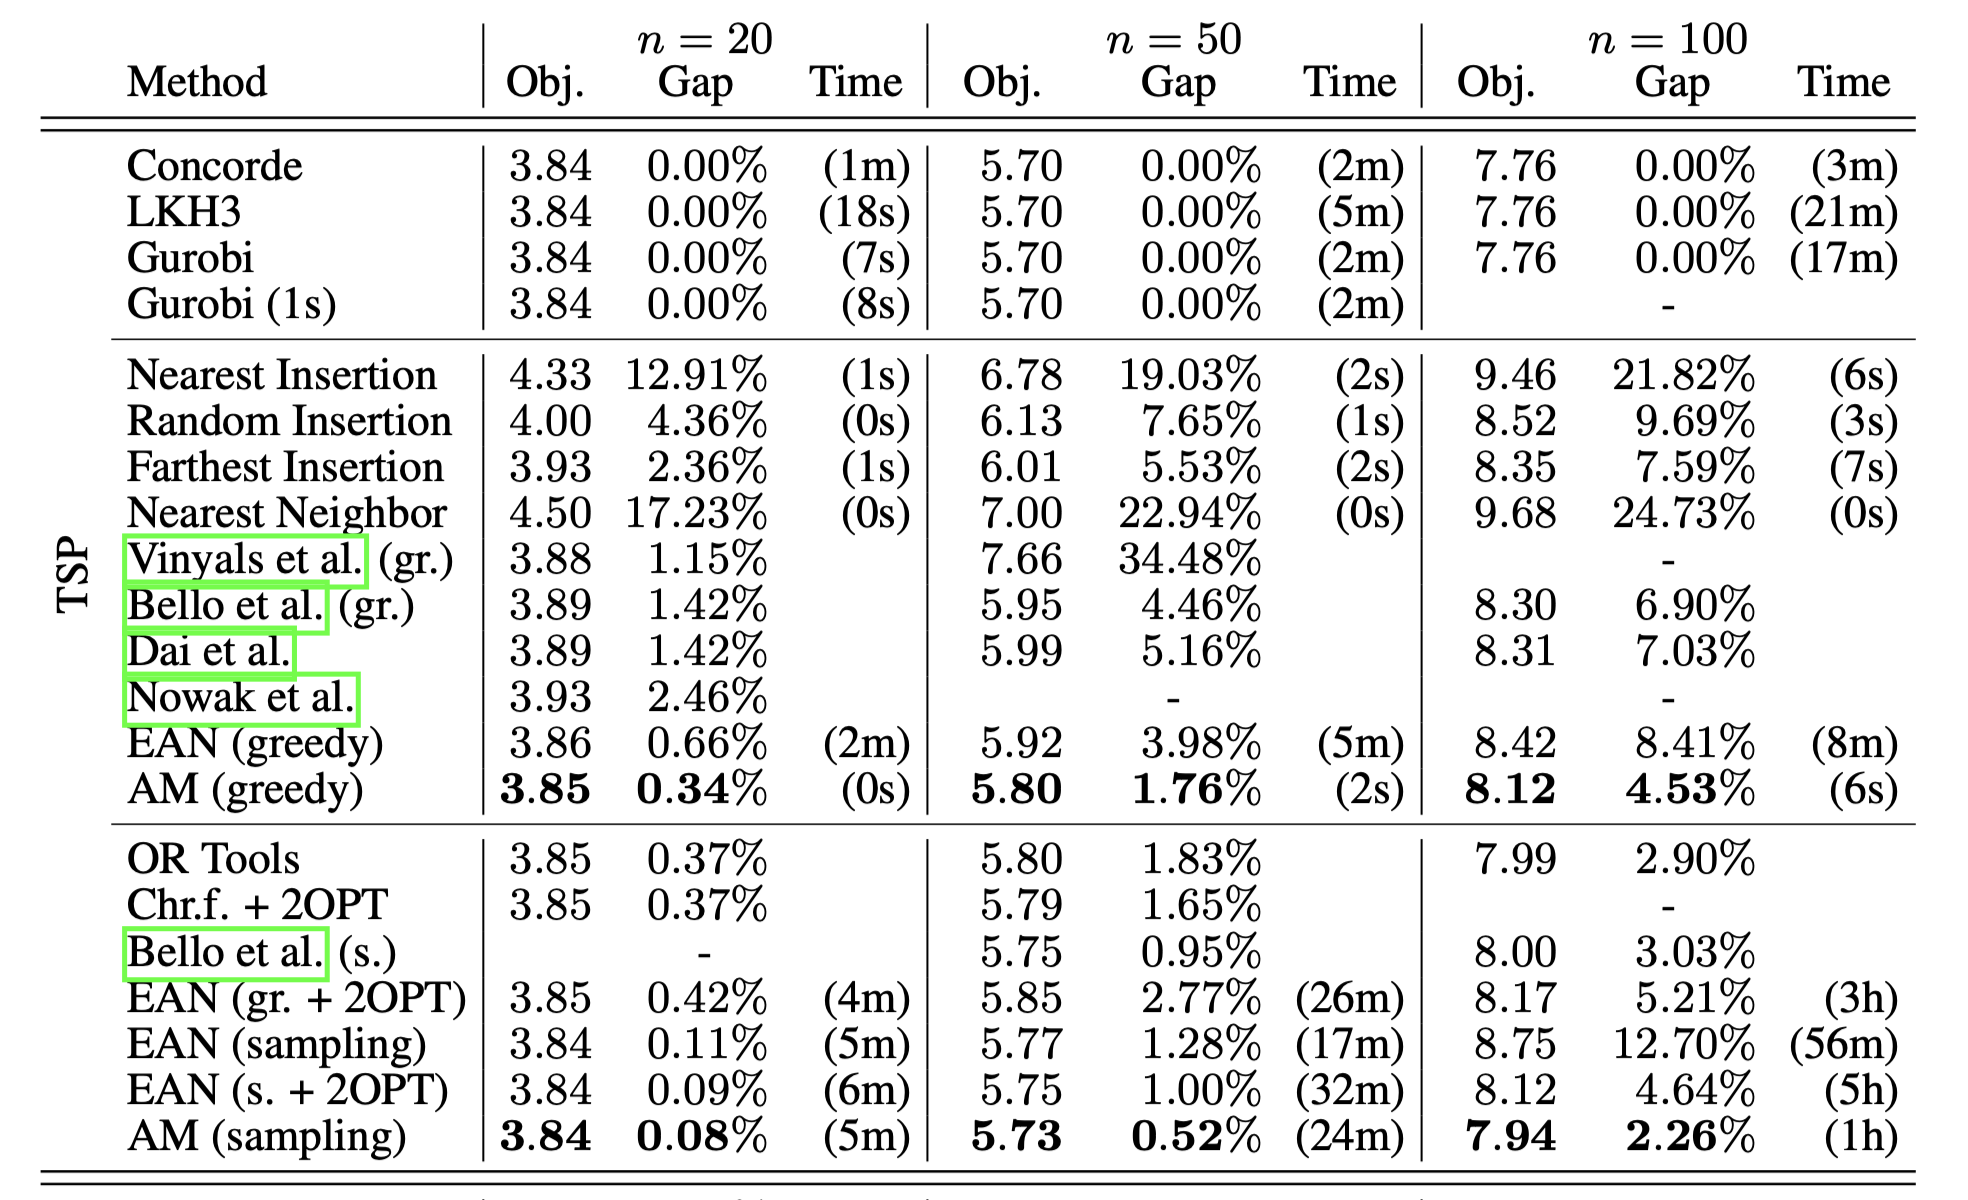 n = 20 n = 50 n = 100
Method Obj. Gap Time Obj. Gap Time Obj. Gap Time
TSP
Concorde 3.84 0.00% (1m) 5.70 0.00% (2m) 7.76 0.00% (3m)
LKH3 3.84 0.00% (18s) 5.70 0.00% (5m) 7.76 0.00% (21m)
Gurobi 3.84 0.00% (7s) 5.70 0.00% (2m) 7.76 0.00% (17m)
Gurobi (1s) 3.84 0.00% (8s) 5.70 0.00% (2m) -
Nearest Insertion 4.33 12.91% (1s) 6.78 19.03% (2s) 9.46 21.82% (6s)
Random Insertion 4.00 4.36% (0s) 6.13 7.65% (1s) 8.52 9.69% (3s)
Farthest Insertion 3.93 2.36% (1s) 6.01 5.53% (2s) 8.35 7.59% (7s)
Nearest Neighbor 4.50 17.23% (0s) 7.00 22.94% (0s) 9.68 24.73% (0s)
Vinyals et al. (gr.) 3.88 1.15% 7.66 34.48% -
Bello et al. (gr.) 3.89 1.42% 5.95 4.46% 8.30 6.90%
Dai et al. 3.89 1.42% 5.99 5.16% 8.31 7.03%
Nowak et al. 3.93 2.46% - -
EAN (greedy) 3.86 0.66% (2m) 5.92 3.98% (5m) 8.42 8.41% (8m)
AM (greedy) 3.85 0.34% (0s) 5.80 1.76% (2s) 8.12 4.53% (6s)
OR Tools 3.85 0.37% 5.80 1.83% 7.99 2.90%
Chr.f. + 2OPT 3.85 0.37% 5.79 1.65% -
Bello et al. (s.) - 5.75 0.95% 8.00 3.03%
EAN (gr. + 2OPT) 3.85 0.42% (4m) 5.85 2.77% (26m) 8.17 5.21% (3h)
EAN (sampling) 3.84 0.11% (5m) 5.77 1.28% (17m) 8.75 12.70% (56m)
EAN (s. + 2OPT) 3.84 0.09% (6m) 5.75 1.00% (32m) 8.12 4.64% (5h)
AM (sampling) 3.84 0.08% (5m) 5.73 0.52% (24m) 7.94 2.26% (1h)